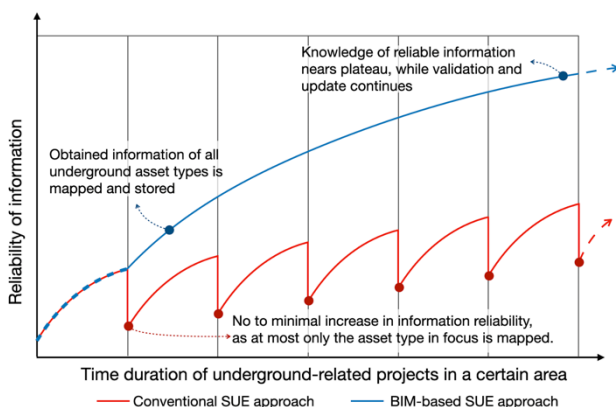 Knowledge of reliable information
nears plateau, while validation and
update continues
Obtained information of all
underground asset types is
mapped and stored
Reliability of information
No to minimal increase in information reliability,
as at most only the asset type in focus is mapped.
Time duration of underground-related projects in a certain area
Conventional SUE approach
BIM-based SUE approach